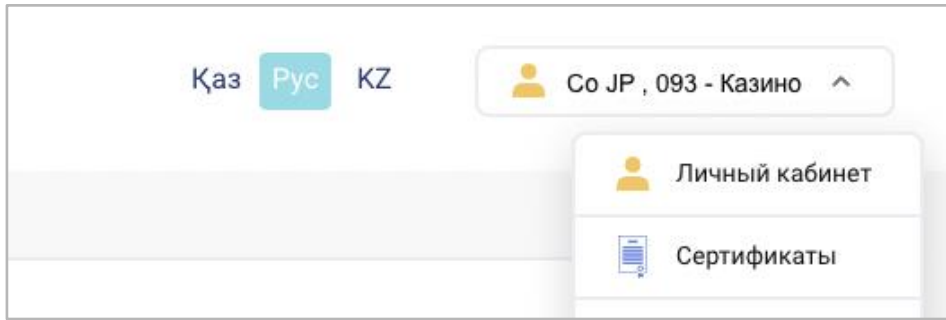 Қаз Рус KZ Co JP , 093 - Казино
Личный кабинет
Сертификаты